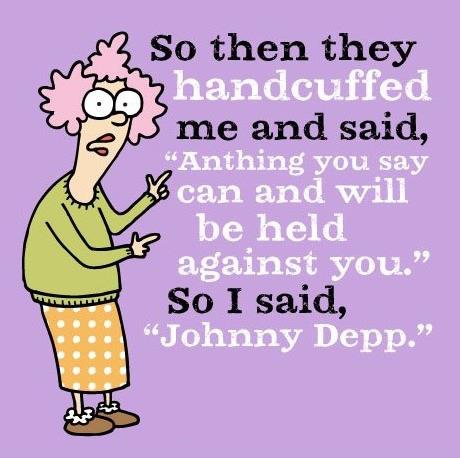 So then they
handcuffed
me and said,
“Anthing you say
can and will
be held
against you.”
So I said,
“Johnny Depp.”